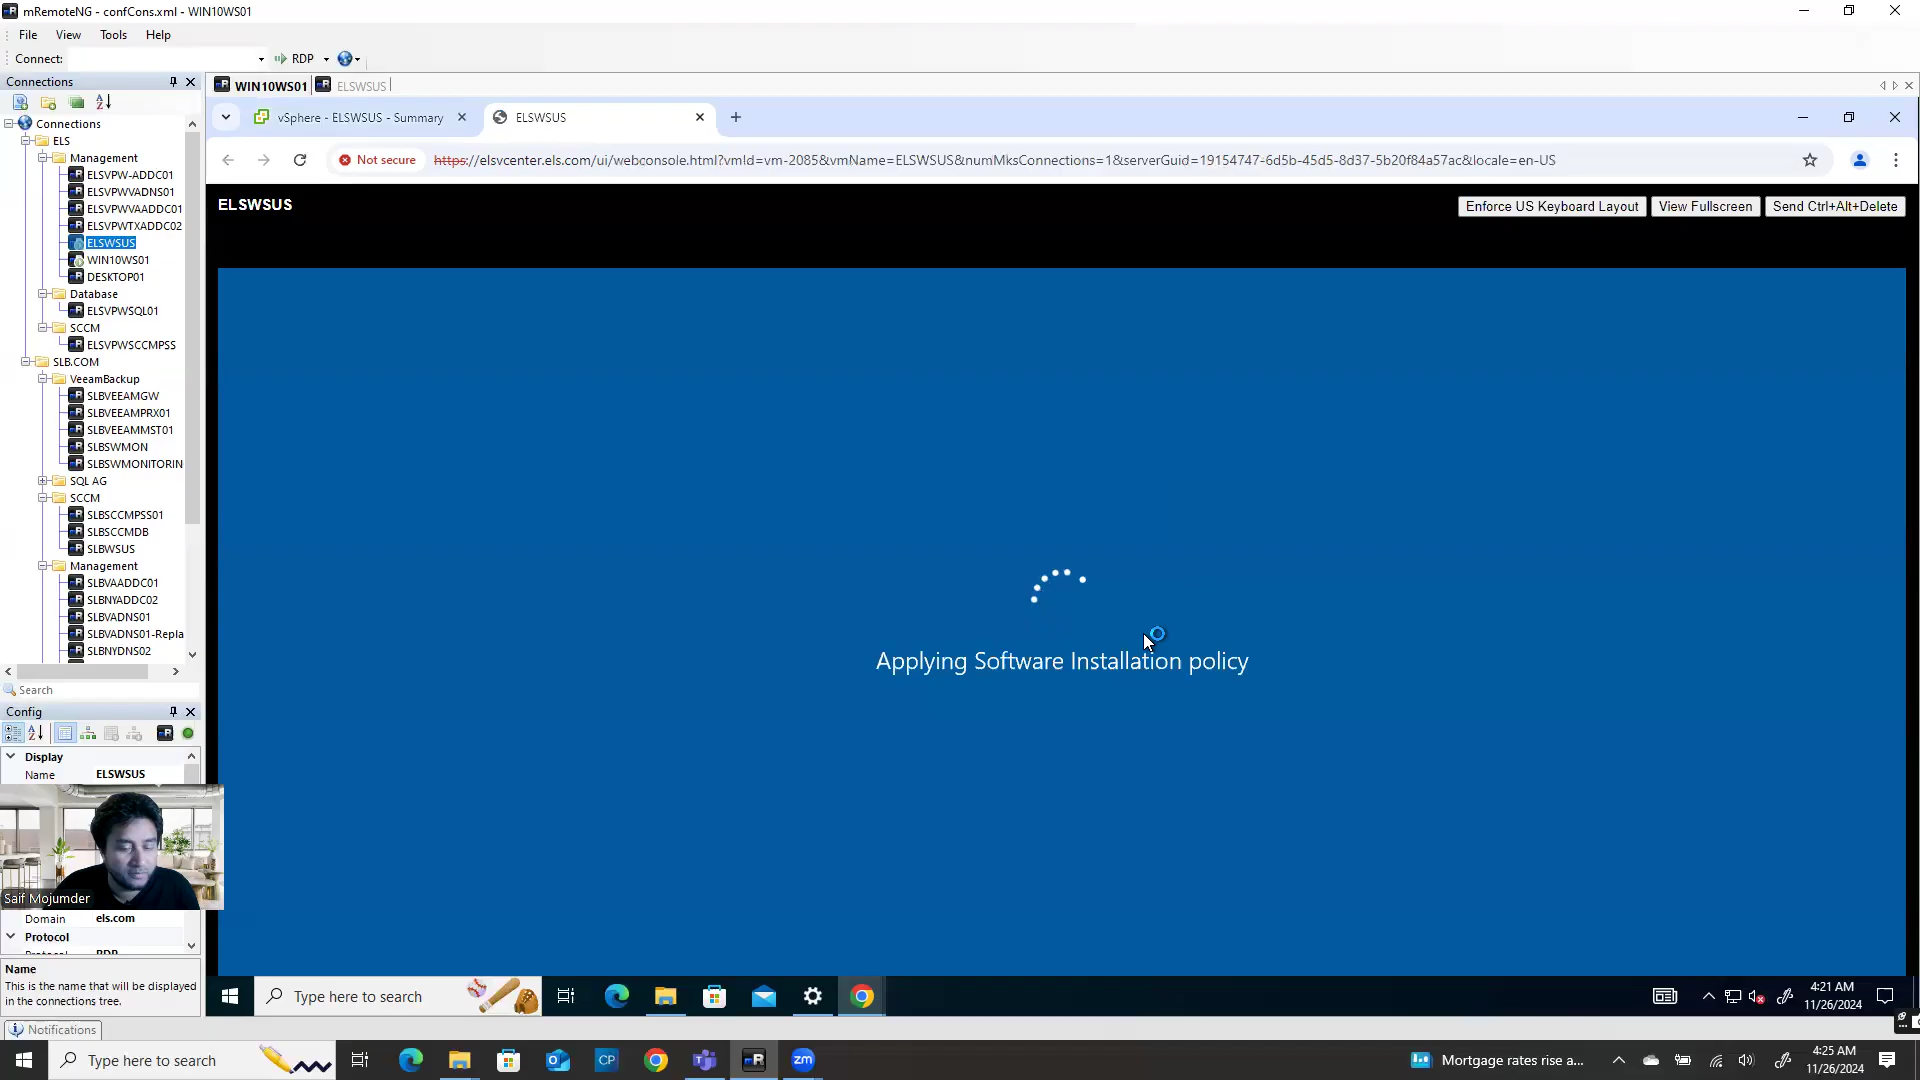 mRemoteNG - confCons.xml - WIN10WS01
File View Tools Help
Connect: RDP
Connections
WIN10WS01 ELSWSUS
vSphere - ELSWSUS - Summary ELSWSUS
Not secure https://elsvcenter.els.com/ui/webconsole.html?vmId=vm-2085&vmName=ELSWSUS&numMksConnections=1&serverGuid=19154747-6d5b-45d5-8d37-5b20f84a57ac&locale=en-US
ELSWSUS
Enforce US Keyboard Layout View Fullscreen Send Ctrl+Alt+Delete
Connections
ELS
Management
ELSVPW-ADDC01
ELSVPWVADNS01
ELSVPWVAADDC01
ELSVPWTXADDC02
ELSWSUS
WIN10WS01
DESKTOP01
Database
ELSVPWSQL01
SCCM
ELSVPWSCCMPSS
SLB.COM
VeeamBackup
SLBVEEAMGW
SLBVEEAMPRX01
SLBVEEAMMST01
SLBSWMON
SLBSWMONITORIN
SQL AG
SCCM
SLBSCCMPSS01
SLBSCCMDB
SLBWSUS
Management
SLBVAADDC01
SLBNYADDC02
SLBVADNS01
SLBVADNS01-Repla
SLBNYDNS02
Search
Applying Software Installation policy
Config
Display
Name ELSWSUS
Saif Mojumder
Domain els.com
Protocol
Name
This is the name that will be displayed
in the connections tree.
Type here to search
4:21 AM
11/26/2024
Notifications
Type here to search
CP
zm
Mortgage rates rise a...
4:25 AM
11/26/2024